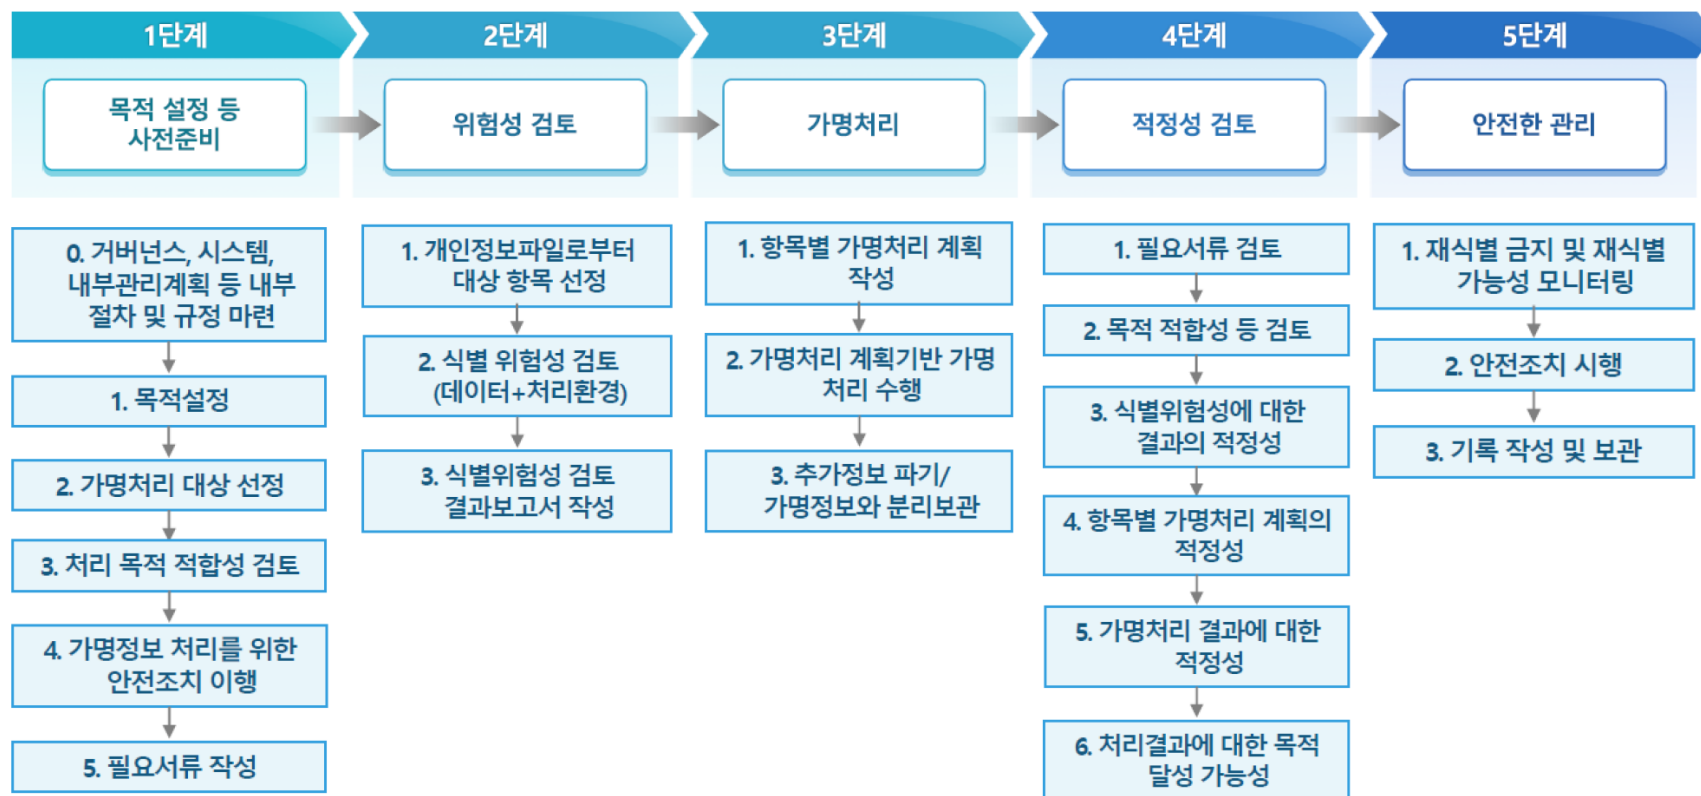 1단계
2단계
3단계
4단계
5단계
목적 설정 등
사전준비
위험성 검토
가명처리
적정성 검토
안전한 관리
0. 거버넌스, 시스템,
내부관리계획 등 내부
절차 및 규정 마련
1. 목적설정
2. 가명처리 대상 선정
3. 처리 목적 적합성 검토
4. 가명정보 처리를 위한
안전조치 이행
5. 필요서류 작성
1. 개인정보파일로부터
대상 항목 선정
2. 식별 위험성 검토
(데이터+처리환경)
3. 식별위험성 검토
결과보고서 작성
1. 항목별 가명처리 계획
작성
2. 가명처리 계획기반 가명
처리 수행
3. 추가정보 파기/
가명정보와 분리보관
1. 필요서류 검토
2. 목적 적합성 등 검토
3. 식별위험성에 대한
결과의 적정성
4. 항목별 가명처리 계획의
적정성
5. 가명처리 결과에 대한
적정성
6. 처리결과에 대한 목적
달성 가능성
1. 재식별 금지 및 재식별
가능성 모니터링
2. 안전조치 시행
3. 기록 작성 및 보관